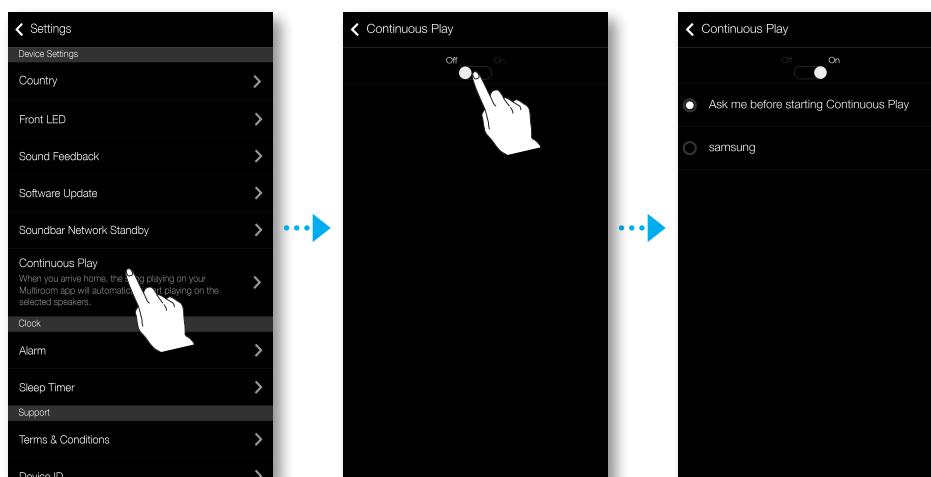 Settings
Device Settings
Country
Front LED
Sound Feedback
Software Update
Soundbar Network Standby
Continuous Play
When you arrive home, the playing on your
Multiroom app will playing on the
selected speakers.
Clock
Alarm
Sleep Timer
Support
Terms & Conditions
Device ID
Continuous Play
Off On
Continuous Play
Off On
Ask me before starting Continuous Play
samsung